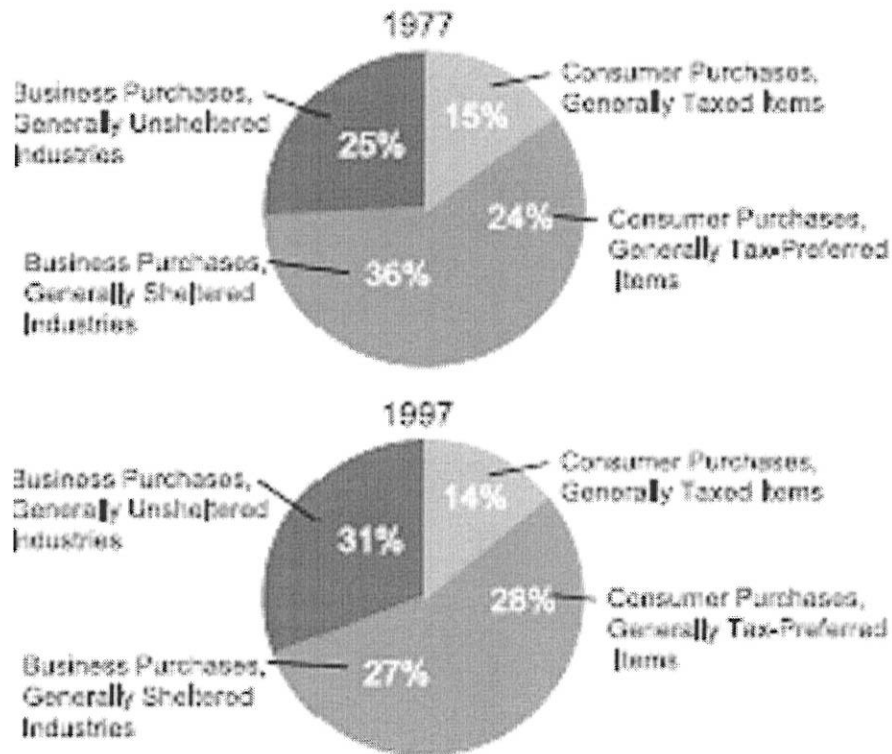 1977
Business Purchases,
Generally Unsheltered
Industries
25%
Consumer Purchases,
Generally Taxed Items
15%
24%
Consumer Purchases,
Generally Tax-Preferred
Items
Business Purchases,
Generally Sheltered
Industries
36%
1997
Business Purchases,
Generally Unsheltered
Industries
31%
Consumer Purchases,
Generally Taxed Items
14%
28%
Consumer Purchases,
Generally Tax-Preferred
Items
Business Purchases,
Generally Sheltered
Industries
27%